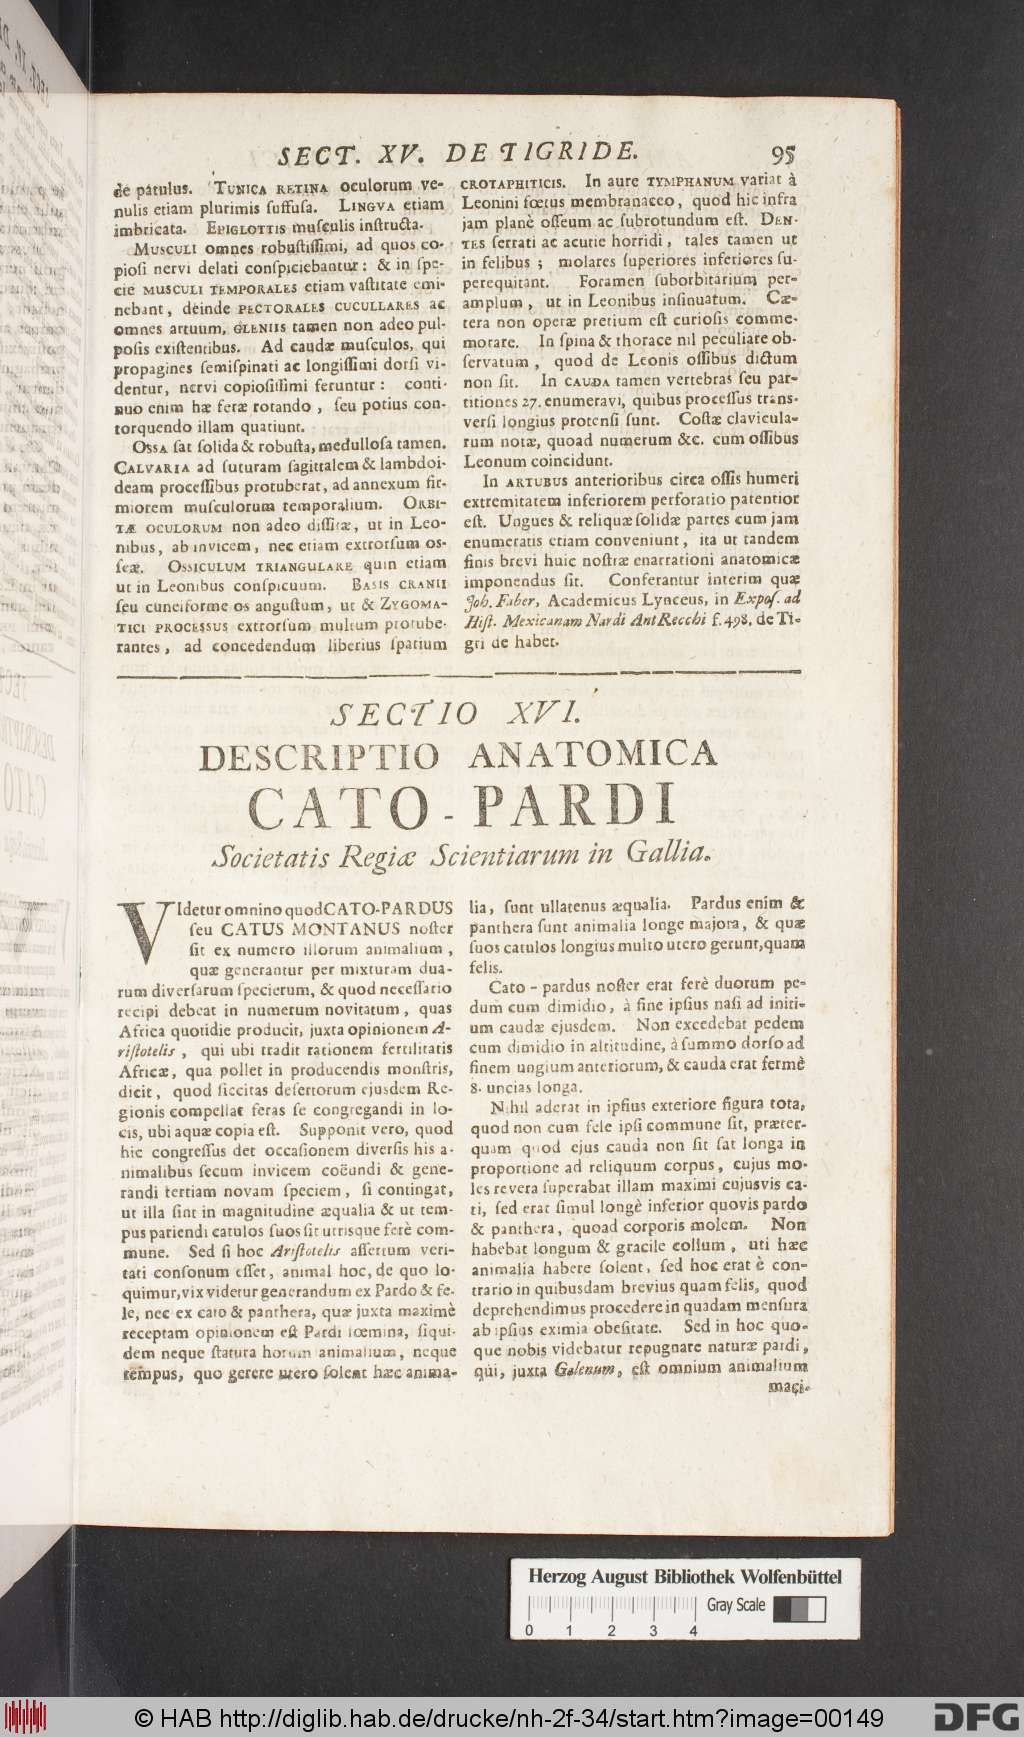 SECT. XV. DE TIGRIDE. 95
de patulus. TUNICA RETINA oculorum ve-
nulis etiam plurimis ſuffuſa. LINGVA etiam
imbricata. EPIGLOTTIS muſculis inſtructa.
MUSCULI omnes robuſtiſſimi, ad quos co-
pioſi nervi delati conſpiciebantur: & in ſpe-
cie MUSCULI TEMPORALES etiam vaſtitate emi-
nebant, deinde PECTORALES CUCULLARES ac
omnes artuum, GLENIIS tamen non adeo pul-
poſis exiſtentibus. Ad caudæ muſculos, qui
propagines ſemiſpinati ac longiſſimi dorſi vi-
dentur, nervi copioſiſſimi feruntur: conti-
nuo enim hæ feræ rotando, ſeu potius con-
torquendo illam quatiunt.
OSSA ſat ſolida & robuſta, medulloſa tamen.
CALVARIA ad ſuturam ſagittalem & lambdoi-
deam proceſſibus protuberat, ad annexum fir-
miorem muſculorum temporalium. ORBI-
TÆ OCULORUM non adeo diſſitæ, ut in Leo-
nibus, ab invicem, nec etiam extrorſum oſ-
ſeæ. OSSICULUM TRIANGULARE quin etiam
ut in Leonibus conſpicuum. BASIS CRANII
ſeu cuneiforme os anguſtum, ut & ZYGOMA-
TICI PROCESSUS extrorſum multum protube-
rantes, ad concedendum liberius ſpatium
CROTAPHITICIS. In aure TYMPHANUM variat à
Leonini fœtus membranaceo, quod hic infra
jam planè oſſeum ac ſubrotundum eſt. DEN-
TES ſerrati ac acutie horridi, tales tamen ut
in felibus; molares ſuperiores inferiores ſu-
perequitant. Foramen ſuborbitarium per-
amplum, ut in Leonibus inſinuatum. Cæ-
tera non operæ pretium eſt curioſis comme-
morare. In ſpina & thorace nil peculiare ob-
ſervatum, quod de Leonis oſſibus dictum
non ſit. In CAUDA tamen vertebras ſeu par-
titiones 27. enumeravi, quibus proceſſus trans-
verſi longius protenſi ſunt. Coſtæ clavicula-
rum notæ, quoad numerum &c. cum oſſibus
Leonum coincidunt.
In ARTUBUS anterioribus circa oſſis humeri
extremitatem inferiorem perforatio patentior
eſt. Ungues & reliquæ ſolidæ partes cum jam
enumeratis etiam conveniunt, ita ut tandem
finis brevi huic noſtræ enarrationi anatomicæ
imponendus ſit. Conferantur interim quæ
Joh. Faber, Academicus Lynceus, in Expoſ. ad
Hiſt. Mexicanam Nardi Ant Recchi f. 498. de Ti-
gri de habet.
SECTIO XVI.
DESCRIPTIO ANATOMICA
CATO-PARDI
Societatis Regiæ Scientiarum in Gallia.
VIdetur omnino quod CATO-PARDUS
ſeu CATUS MONTANUS noſter
ſit ex numero illorum animalium,
quæ generantur per mixturam dua-
rum diverſarum ſpecierum, & quod neceſſario
recipi debeat in numerum novitatum, quas
Africa quotidie producit, juxta opinionem A-
riſtotelis, qui ubi tradit rationem fertilitatis
Africæ, qua pollet in producendis monſtris,
dicit, quod ſiccitas deſertorum ejusdem Re-
gionis compellat feras ſe congregandi in lo-
cis, ubi aquæ copia eſt. Supponit vero, quod
hic congreſſus det occaſionem diverſis his a-
nimalibus ſecum invicem coëundi & gene-
randi tertiam novam ſpeciem, ſi contingat,
ut illa ſint in magnitudine æqualia & ut tem-
pus pariendi catulos ſuos ſit utrisque ferè com-
mune. Sed ſi hoc Ariſtotelis aſſertum veri-
tati conſonum eſſet, animal hoc, de quo lo-
quimur, vix videtur generandum ex Pardo & fe-
le, nec ex cato & panthera, quæ juxta maximè
receptam opinionem eſt Pardi fœmina, ſiqui-
dem neque ſtatura horum animalium, neque
tempus, quo gerere utero ſolent hæc anima-
lia, ſunt ullatenus æqualia. Pardus enim &
panthera ſunt animalia longe majora, & quæ
ſuos catulos longius multo utero gerunt, quam
felis.
Cato-pardus noſter erat ferè duorum pe-
dum cum dimidio, à fine ipſius naſi ad initi-
um caudæ ejusdem. Non excedebat pedem
cum dimidio in altitudine, à ſummo dorſo ad
finem ungium anteriorum, & cauda erat fermè
8. uncias longa.
Nihil aderat in ipſius exteriore figura tota,
quod non cum fele ipſi commune ſit, præter-
quam quod ejus cauda non ſit ſat longa in
proportione ad reliquum corpus, cujus mo-
les revera ſuperabat illam maximi cujusvis ca-
ti, ſed erat ſimul longè inferior quovis pardo
& panthera, quoad corporis molem. Non
habebat longum & gracile collum, uti hæc
animalia habere ſolent, ſed hoc erat è con-
trario in quibusdam brevius quam felis, quod
deprehendimus procedere in quadam menſura
ab ipſius eximia obeſitate. Sed in hoc quo-
que nobis videbatur repugnare naturæ pardi,
qui, juxta Galenum, eſt omnium animalium
maci-
Herzog August Bibliothek Wolfenbüttel
Gray Scale
0 1 2 3 4
© HAB http://diglib.hab.de/drucke/nh-2f-34/start.htm?image=00149
DFG